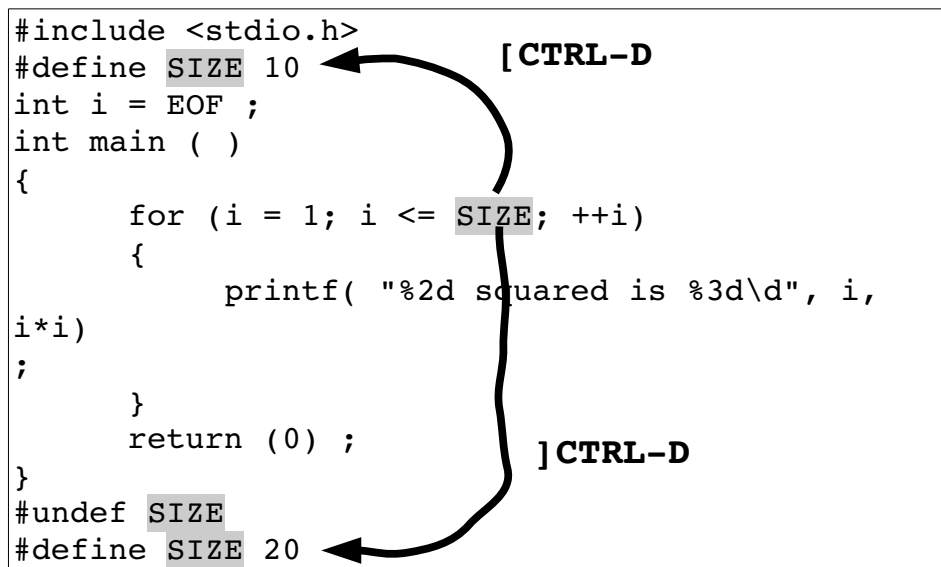 #include <stdio.h>
[CTRL-D
#define SIZE 10
int i = EOF ;
int main ( )
{
for (i = 1; i <= SIZE; ++i)
{
printf( "%2d squared is %3d\d", i,
i*i)
;
}
return (0) ;
]CTRL-D
}
#undef SIZE
#define SIZE 20